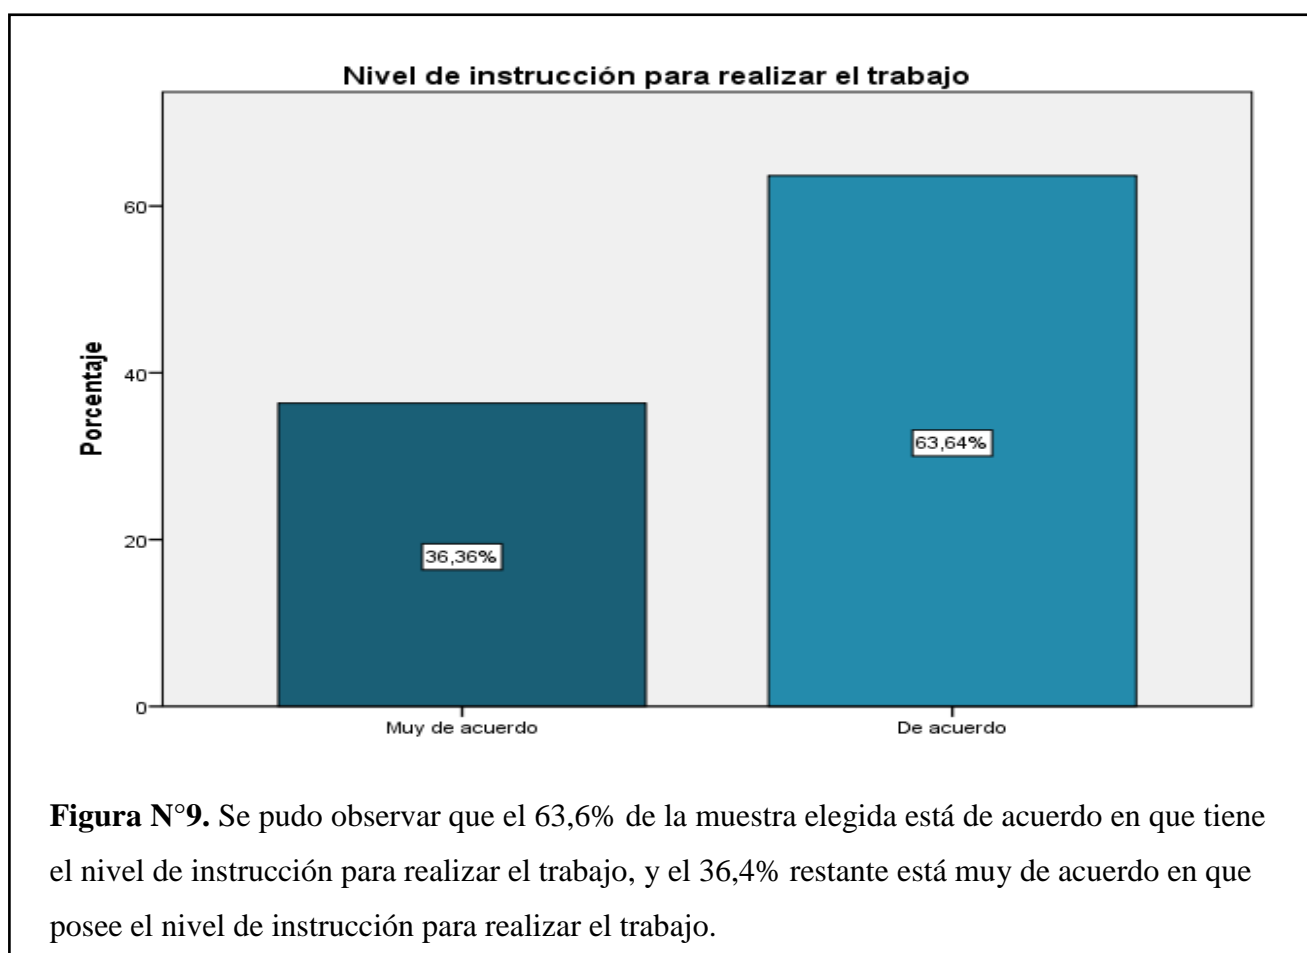 Nivel de instrucción para realizar el trabajo
Porcentaje
60
40
20
0
36,36%
63,64%
Muy de acuerdo
De acuerdo
Figura N°9. Se pudo observar que el 63,6% de la muestra elegida está de acuerdo en que tiene
el nivel de instrucción para realizar el trabajo, y el 36,4% restante está muy de acuerdo en que
posee el nivel de instrucción para realizar el trabajo.